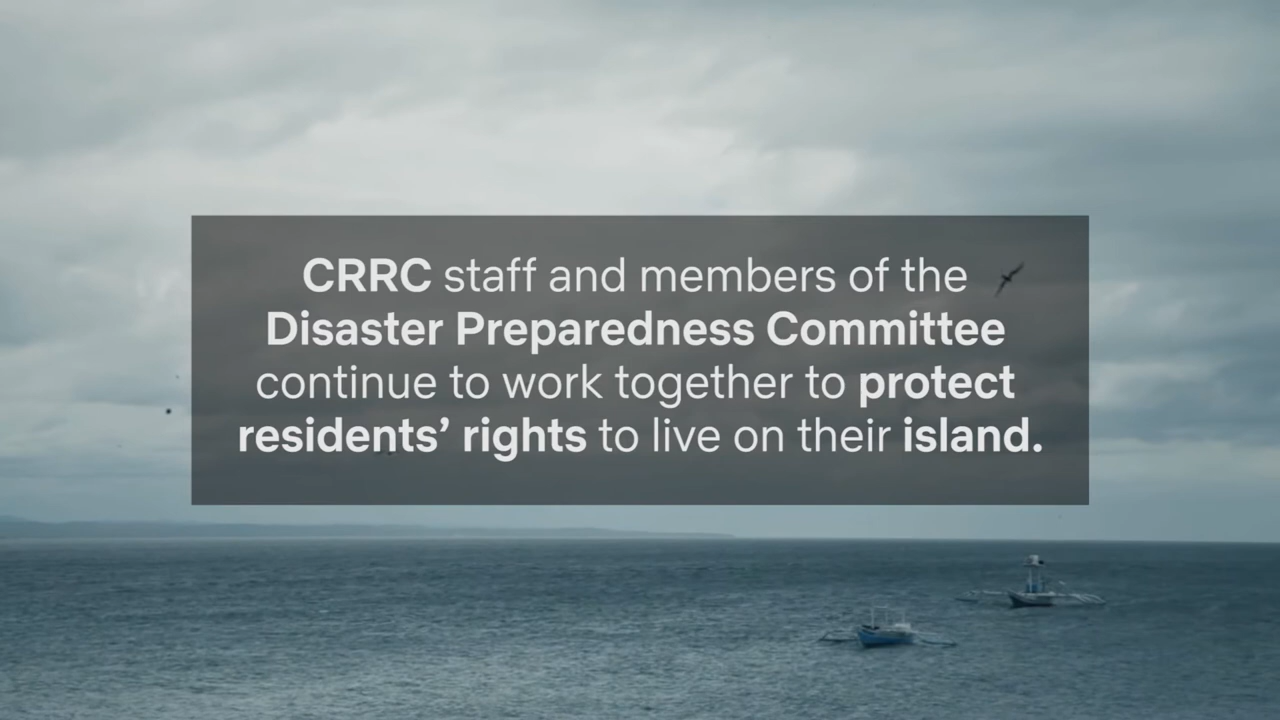 CRRC staff and members of the
Disaster Preparedness Committee
continue to work together to protect
residents’ rights to live on their island.